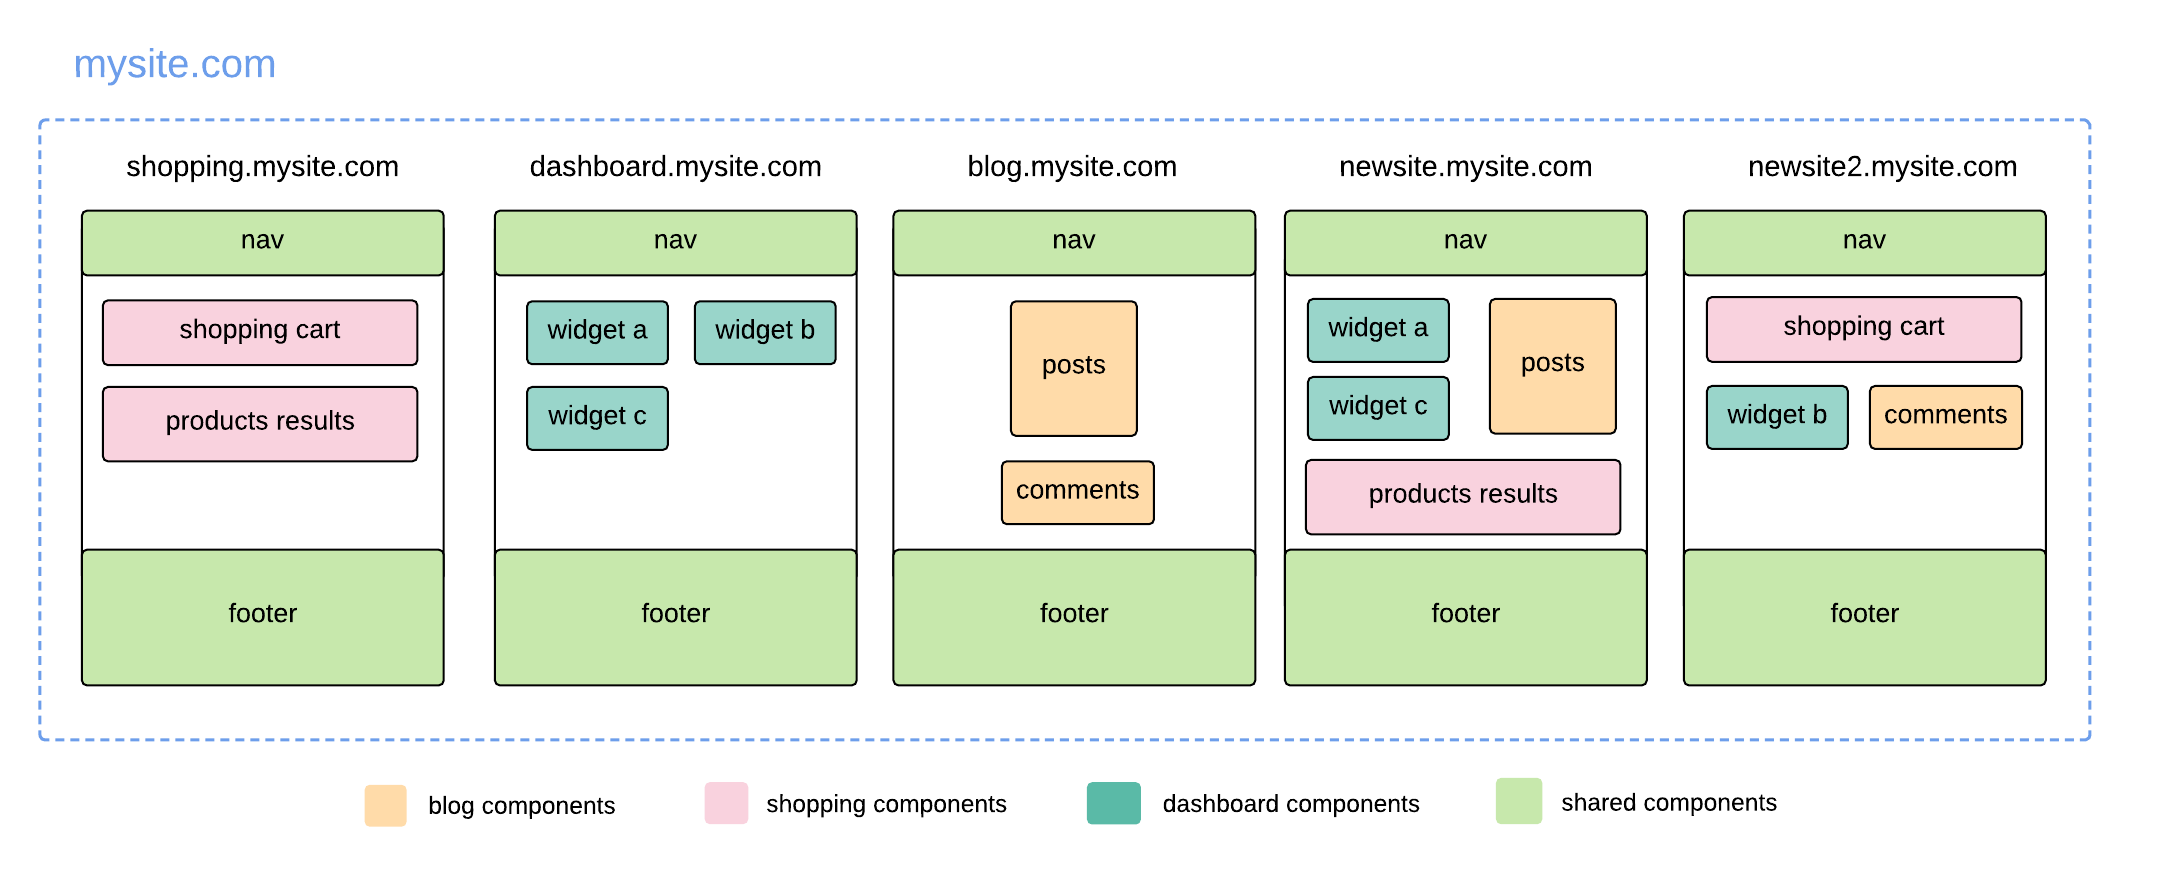 mysite.com
shopping.mysite.com
nav
shopping cart
products results
footer
dashboard.mysite.com
nav
widget a
widget b
widget c
footer
blog.mysite.com
nav
posts
comments
footer
newsite.mysite.com
nav
widget a
posts
widget c
products results
footer
newsite2.mysite.com
nav
shopping cart
widget b
comments
footer
blog components
shopping components
dashboard components
shared components